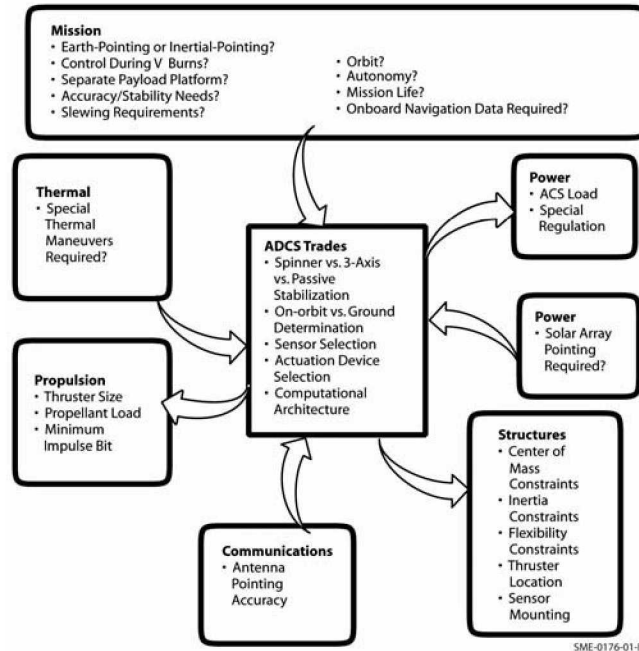 Mission
• Earth-Pointing or Inertial-Pointing?
• Control During V Burns?
• Separate Payload Platform?
• Accuracy/Stability Needs?
• Slewing Requirements?
• Orbit?
• Autonomy?
• Mission Life?
• Onboard Navigation Data Required?
Thermal
• Special
Thermal
Maneuvers
Required?
ADCS Trades
• Spinner vs. 3-Axis
vs. Passive
Stabilization
• On-orbit vs. Ground
Determination
• Sensor Selection
• Actuation Device
Selection
• Computational
Architecture
Power
• ACS Load
• Special
Regulation
Power
• Solar Array
Pointing
Required?
Propulsion
• Thruster Size
• Propellant Load
• Minimum
Impulse Bit
Structures
• Center of
Mass
Constraints
• Inertia
Constraints
• Flexibility
Constraints
• Thruster
Location
• Sensor
Mounting
Communications
• Antenna
Pointing
Accuracy